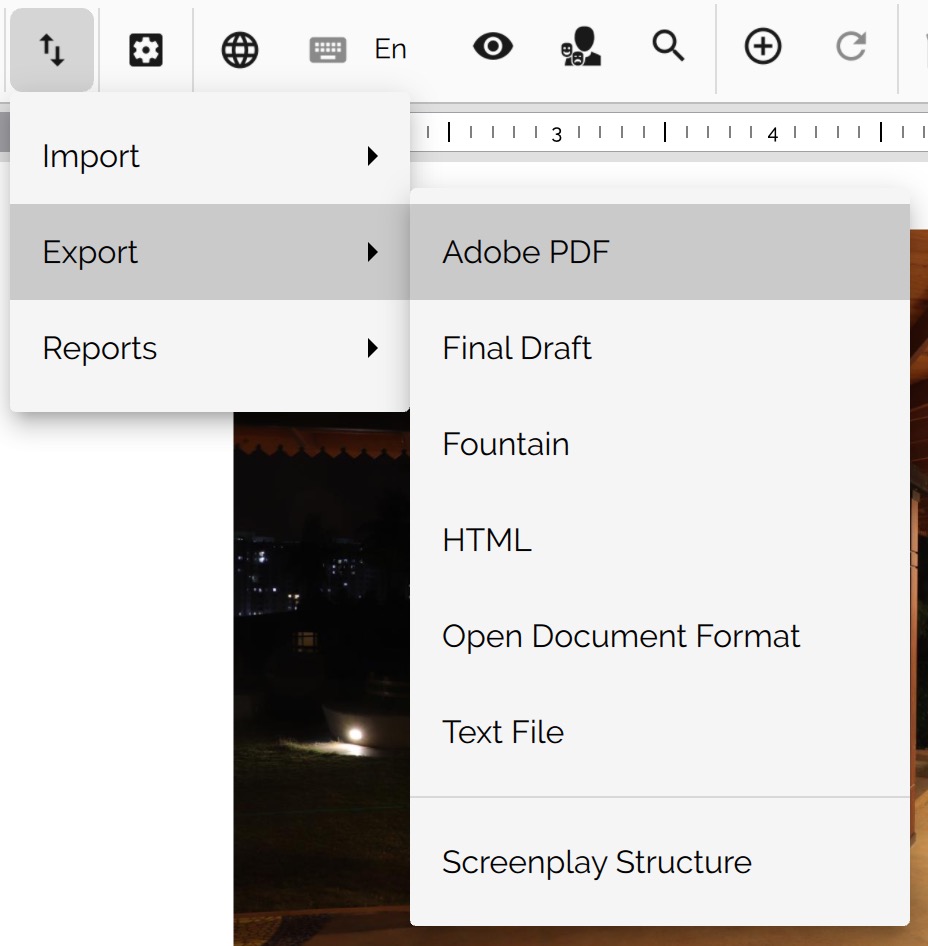 En
3
4
Import
Export
Reports
Adobe PDF
Final Draft
Fountain
HTML
Open Document Format
Text File
Screenplay Structure